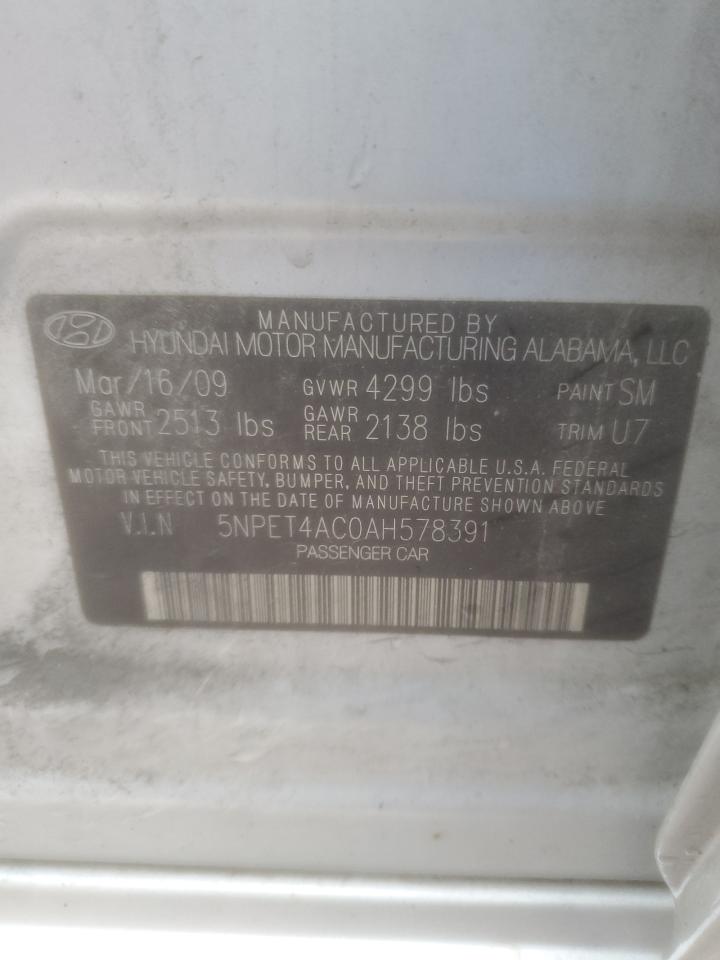 MANUFACTURED BY
HYUNDAI MOTOR MANUFACTURING ALABAMA, LLC
Mar/16/09 GVWR 4299 lbs PAINT SM
GAWR FRONT 2513 lbs GAWR REAR 2138 lbs TRIM U7
THIS VEHICLE CONFORMS TO ALL APPLICABLE U.S.A. FEDERAL
MOTOR VEHICLE SAFETY, BUMPER, AND THEFT PREVENTION STANDARDS
IN EFFECT ON THE DATE OF MANUFACTURE SHOWN ABOVE
V.I.N 5NPET4AC0AH578391
PASSENGER CAR